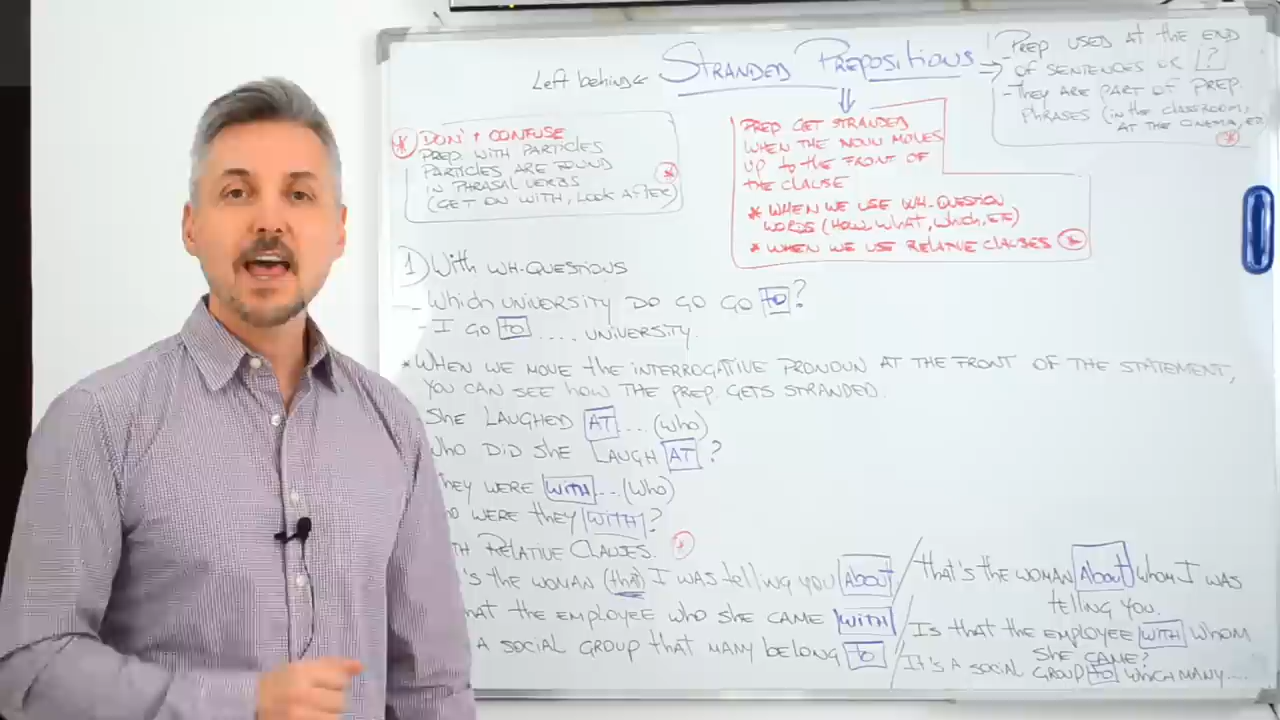 Left behind ← STRANDED PREPOSITIONS →
- PREP USED AT THE END
OF SENTENCES OR ?
- THEY ARE PART OF PREP
PHRASES (IN THE CLASSROOM,
AT THE CINEMA,
* DON'T CONFUSE
PREP. WITH PARTICLES
PARTICLES ARE FOUND
IN PHRASAL VERBS
(GET ON WITH, LOOK AFTER)
PREP GET STRANDED
WHEN THE NOUN MOVES
UP TO THE FRONT OF
THE CLAUSE
* WHEN WE USE WH-QUESTION
WORDS (HOW, WHAT, WHICH, ETC)
* WHEN WE USE RELATIVE CLAUSES *
1) WITH WH-QUESTIONS
- WHICH UNIVERSITY DO GO GO TO?
- I GO TO .... UNIVERSITY.
* WHEN WE MOVE THE INTERROGATIVE PRONOUN AT THE FRONT OF THE STATEMENT,
YOU CAN SEE HOW THE PREP. GETS STRANDED.
SHE LAUGHED AT ... (WHO)
HO DID SHE LAUGH AT ?
HEY WERE WITH ... (WHO)
O WERE THEY WITH?
TH RELATIVE CLAUSES. *
'S THE WOMAN (that) I WAS TELLING YOU ABOUT
HAT THE EMPLOYEE WHO SHE CAME WITH
A SOCIAL GROUP THAT MANY BELONG TO
THAT'S THE WOMAN ABOUT WHOM I WAS
TELLING YOU.
IS THAT THE EMPLOYEE WITH WHOM
SHE CAME?
IT'S A SOCIAL GROUP TO WHICH MANY....